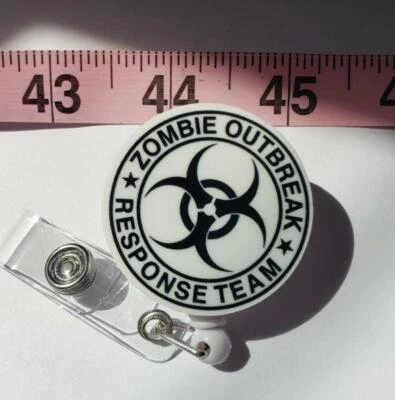 43 44 45
ZOMBIE OUTBREAK
RESPONSE TEAM